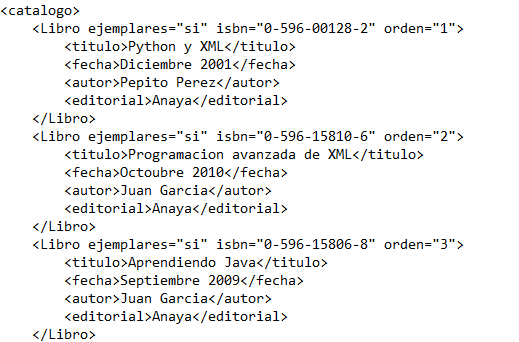 <catalogo>
<Libro ejemplares="si" isbn="0-596-00128-2" orden="1">
<titulo>Python y XML</titulo>
<fecha>Diciembre 2001</fecha>
<autor>Pepito Perez</autor>
<editorial>Anaya</editorial>
</Libro>
<Libro ejemplares="si" isbn="0-596-15810-6" orden="2">
<titulo>Programacion avanzada de XML</titulo>
<fecha>Octoubre 2010</fecha>
<autor>Juan Garcia</autor>
<editorial>Anaya</editorial>
</Libro>
<Libro ejemplares="si" isbn="0-596-15806-8" orden="3">
<titulo>Aprendiendo Java</titulo>
<fecha>Septiembre 2009</fecha>
<autor>Juan Garcia</autor>
<editorial>Anaya</editorial>
</Libro>